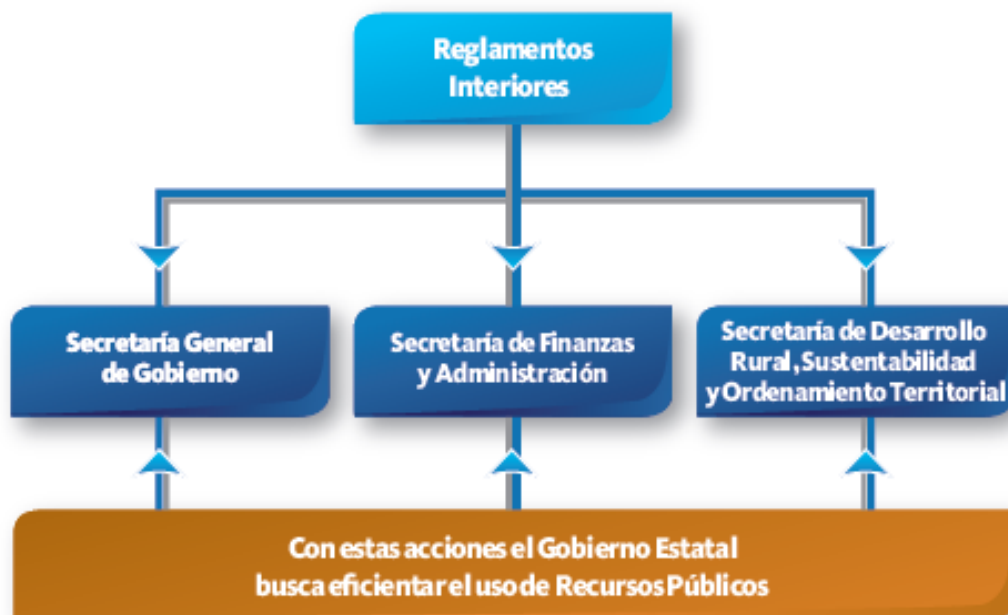 Reglamentos
Interiores
Secretaría General
de Gobierno
Secretaría de Finanzas
y Administración
Secretaría de Desarrollo
Rural, Sustentabilidad
y Ordenamiento Territorial
Con estas acciones el Gobierno Estatal
busca eficientar el uso de Recursos Públicos